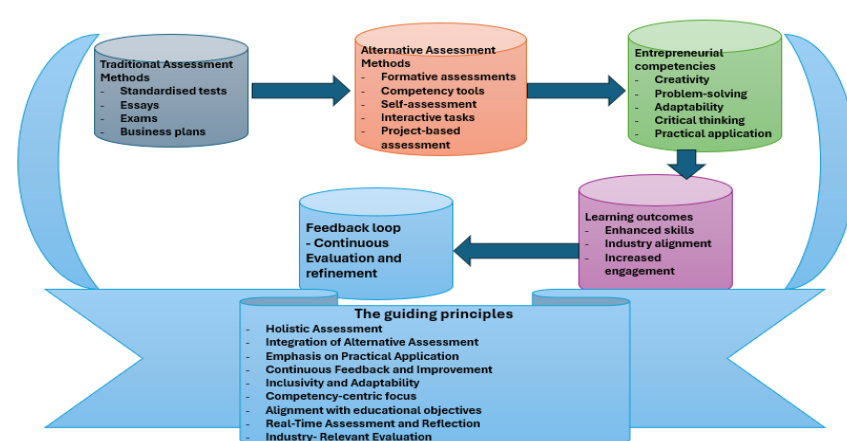 Traditional Assessment
Methods
- Standardised tests
- Essays
- Exams
- Business plans
Alternative Assessment
Methods
- Formative assessments
- Competency tools
- Self-assessment
- Interactive tasks
- Project-based
assessment
Entrepreneurial
competencies
- Creativity
- Problem-solving
- Adaptability
- Critical thinking
- Practical application
Learning outcomes
- Enhanced skills
- Industry alignment
- Increased
engagement
Feedback loop
- Continuous
Evaluation and
refinement
The guiding principles
- Holistic Assessment
- Integration of Alternative Assessment
- Emphasis on Practical Application
- Continuous Feedback and Improvement
- Inclusivity and Adaptability
- Competency-centric focus
- Alignment with educational objectives
- Real-Time Assessment and Reflection
- Industry- Relevant Evaluation